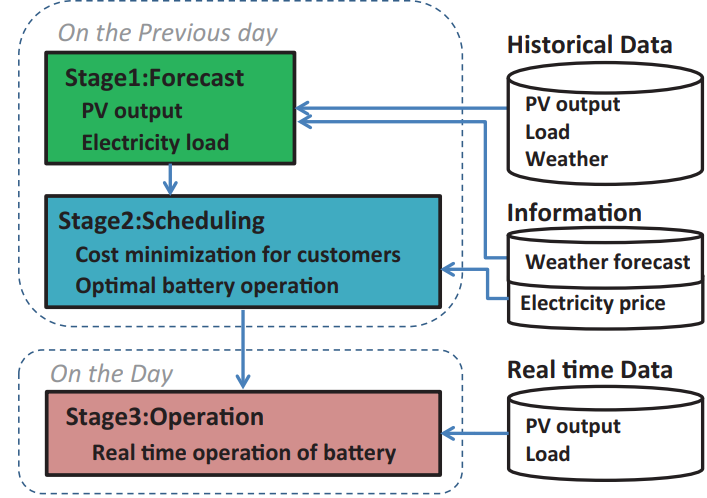 On the Previous day
Stage1:Forecast
PV output
Electricity load
Stage2:Scheduling
Cost minimization for customers
Optimal battery operation
On the Day
Stage3:Operation
Real time operation of battery
Historical Data
PV output
Load
Weather
Information
Weather forecast
Electricity price
Real time Data
PV output
Load